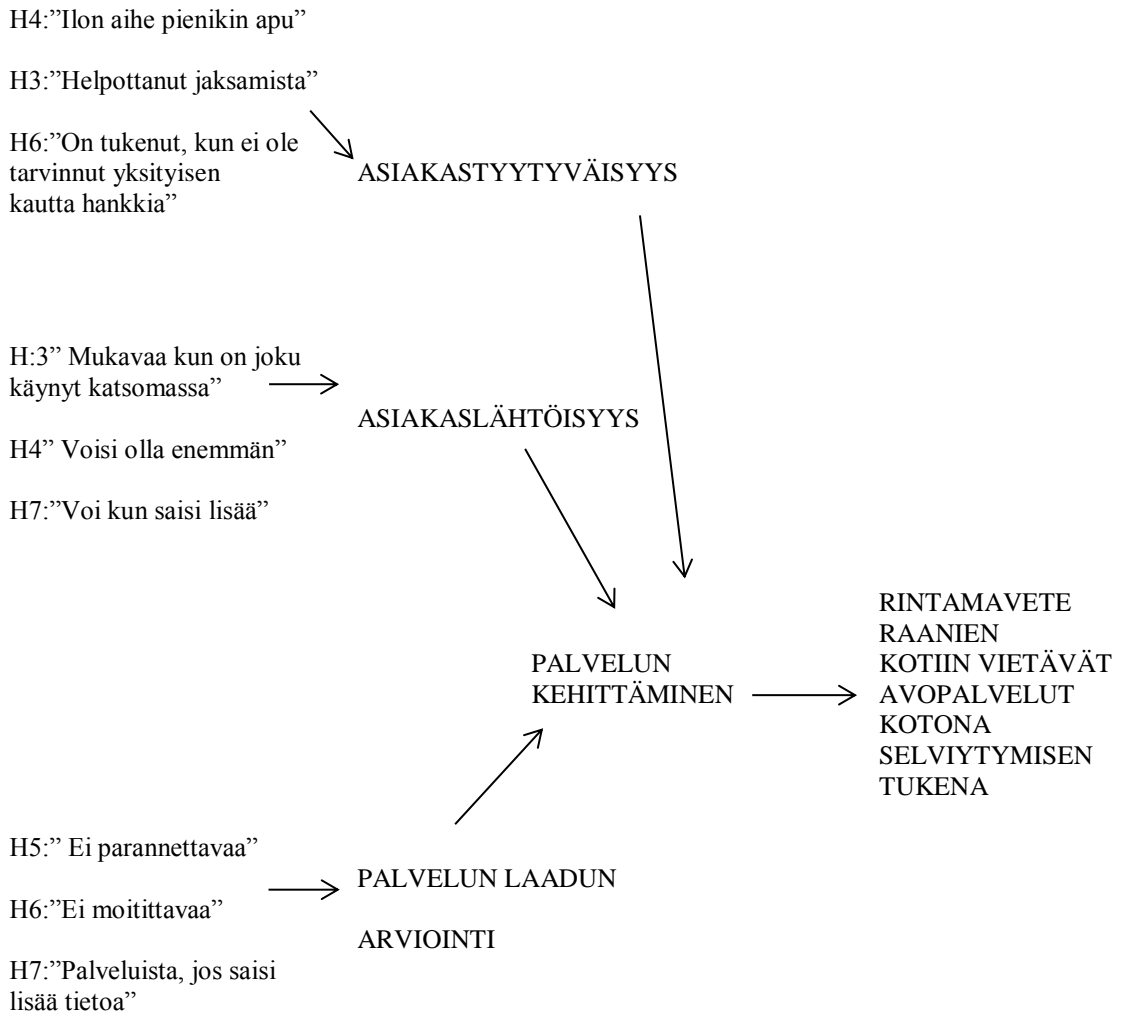 H4:”Ilon aihe pienikin apu”
H3:”Helpottanut jaksamista”
H6:”On tukenut, kun ei ole
tarvinnut yksityisen
kautta hankkia”
ASIAKASTYYTYVÄISYYS
H:3” Mukavaa kun on joku
käynyt katsomassa”
ASIAKASLÄHTÖISYYS
H4” Voisi olla enemmän”
H7:”Voi kun saisi lisää”
PALVELUN
KEHITTÄMINEN
RINTAMAVETE
RAANIEN
KOTIIN VIETÄVÄT
AVOPALVELUT
KOTONA
SELVIYTYMISEN
TUKENA
H5:” Ei parannettavaa”
H6:”Ei moitittavaa”
H7:”Palveluista, jos saisi
lisää tietoa”
PALVELUN LAADUN
ARVIOINTI